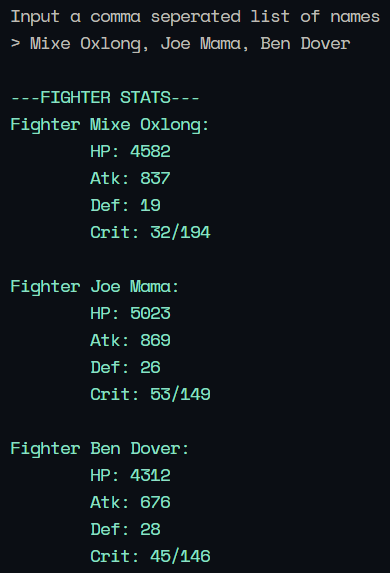 Input a comma seperated list of names
> Mixe Oxlong, Joe Mama, Ben Dover
---FIGHTER STATS---
Fighter Mixe Oxlong:
HP: 4582
Atk: 837
Def: 19
Crit: 32/194
Fighter Joe Mama:
HP: 5023
Atk: 869
Def: 26
Crit: 53/149
Fighter Ben Dover:
HP: 4312
Atk: 676
Def: 28
Crit: 45/146